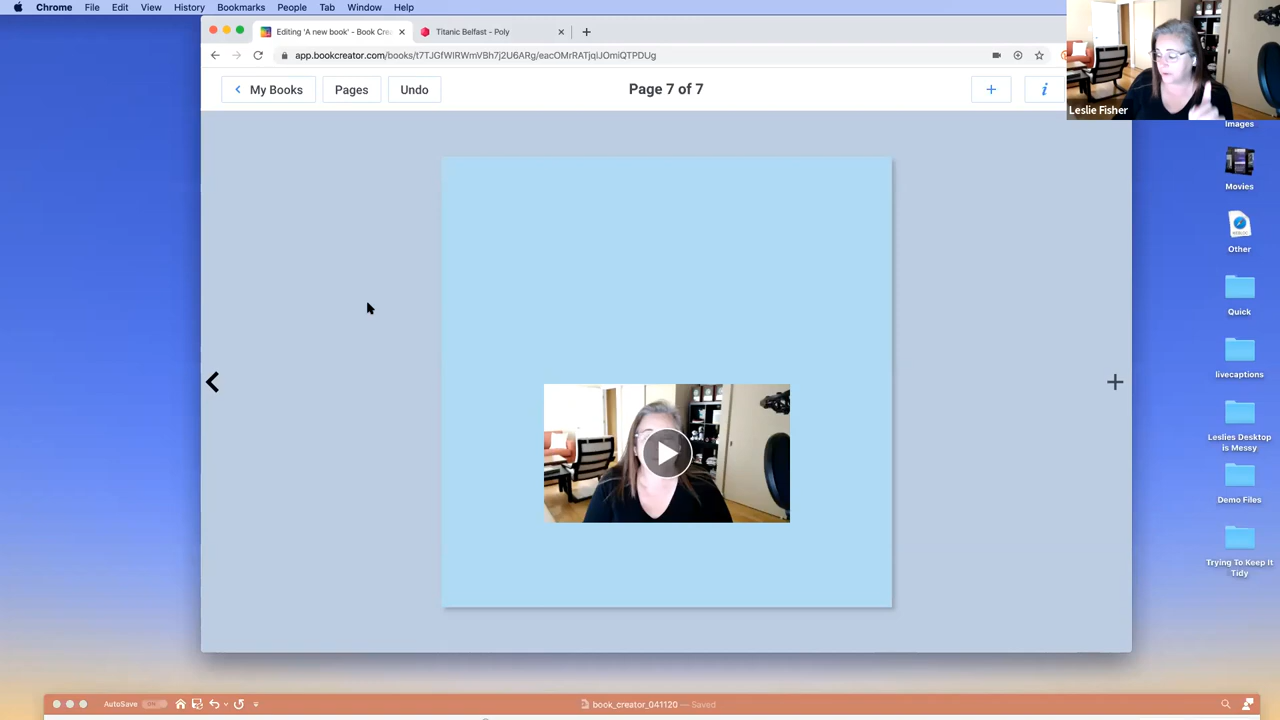 Chrome File Edit View History Bookmarks People Tab Window Help
Editing 'A new book' - Book Cre
Titanic Belfast - Poly
app.bookcreator.com/books/t7TJGfWIRWmVBh7j2U6ARg/eacOMrRATjqlJOmiQTPDUg
My Books
Pages
Undo
Page 7 of 7
Leslie Fisher
Images
Movies
Other
Quick
livecaptions
Leslies Desktop
is Messy
Demo Files
Trying To Keep It
Tidy
AutoSave
book_creator_041120 — Saved